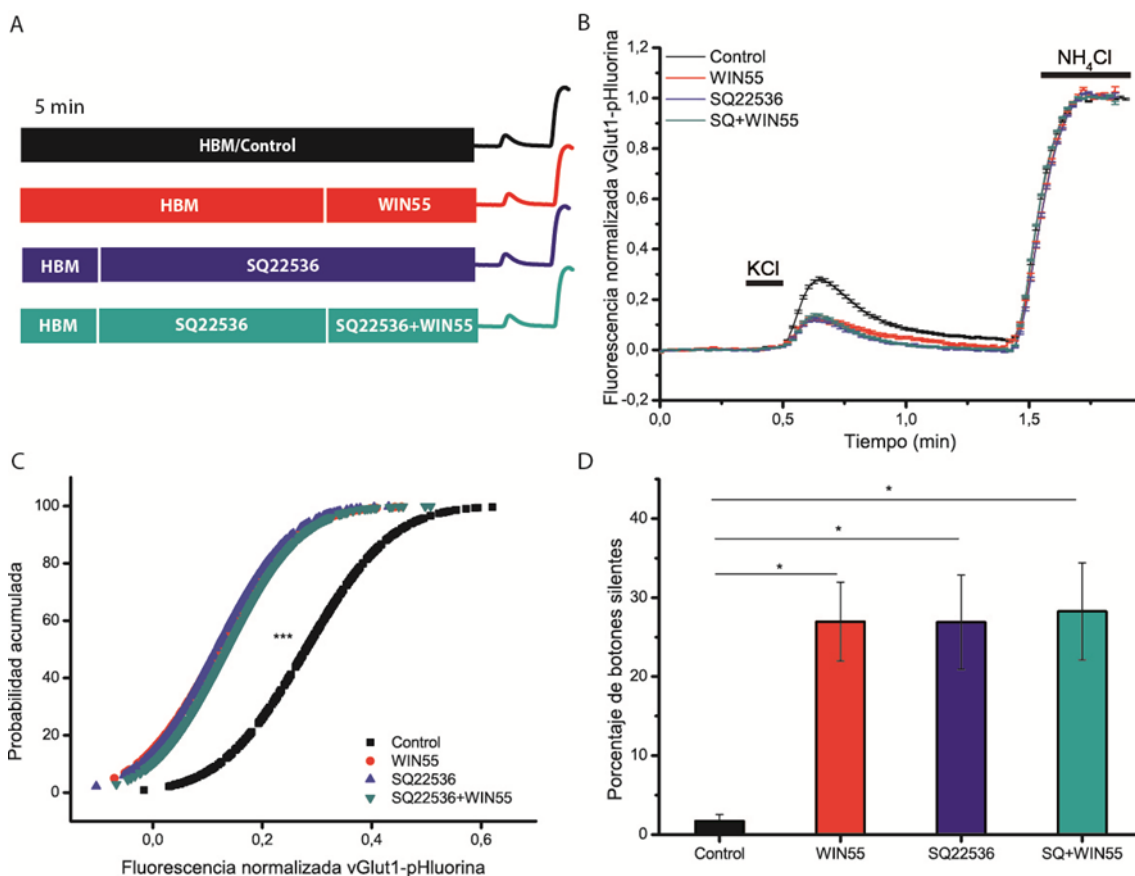 A
5 min
HBM/Control
HBM WIN55
HBM SQ22536
HBM SQ22536 SQ22536+WIN55
B
Fluorescencia normalizada vGlut1-pHluorina
1,2
1,0
0,8
0,6
0,4
0,2
0,0
-0,2
Control
WIN55
SQ22536
SQ+WIN55
KCl
NH4Cl
0,0 0,5 1,0 1,5
Tiempo (min)
C
Probabilidad acumulada
100
80
60
40
20
0
***
Control
WIN55
SQ22536
SQ22536+WIN55
0,0 0,2 0,4 0,6
Fluorescencia normalizada vGlut1-pHluorina
D
Porcentaje de botones silentes
40
30
20
10
0
*
*
*
Control WIN55 SQ22536 SQ+WIN55